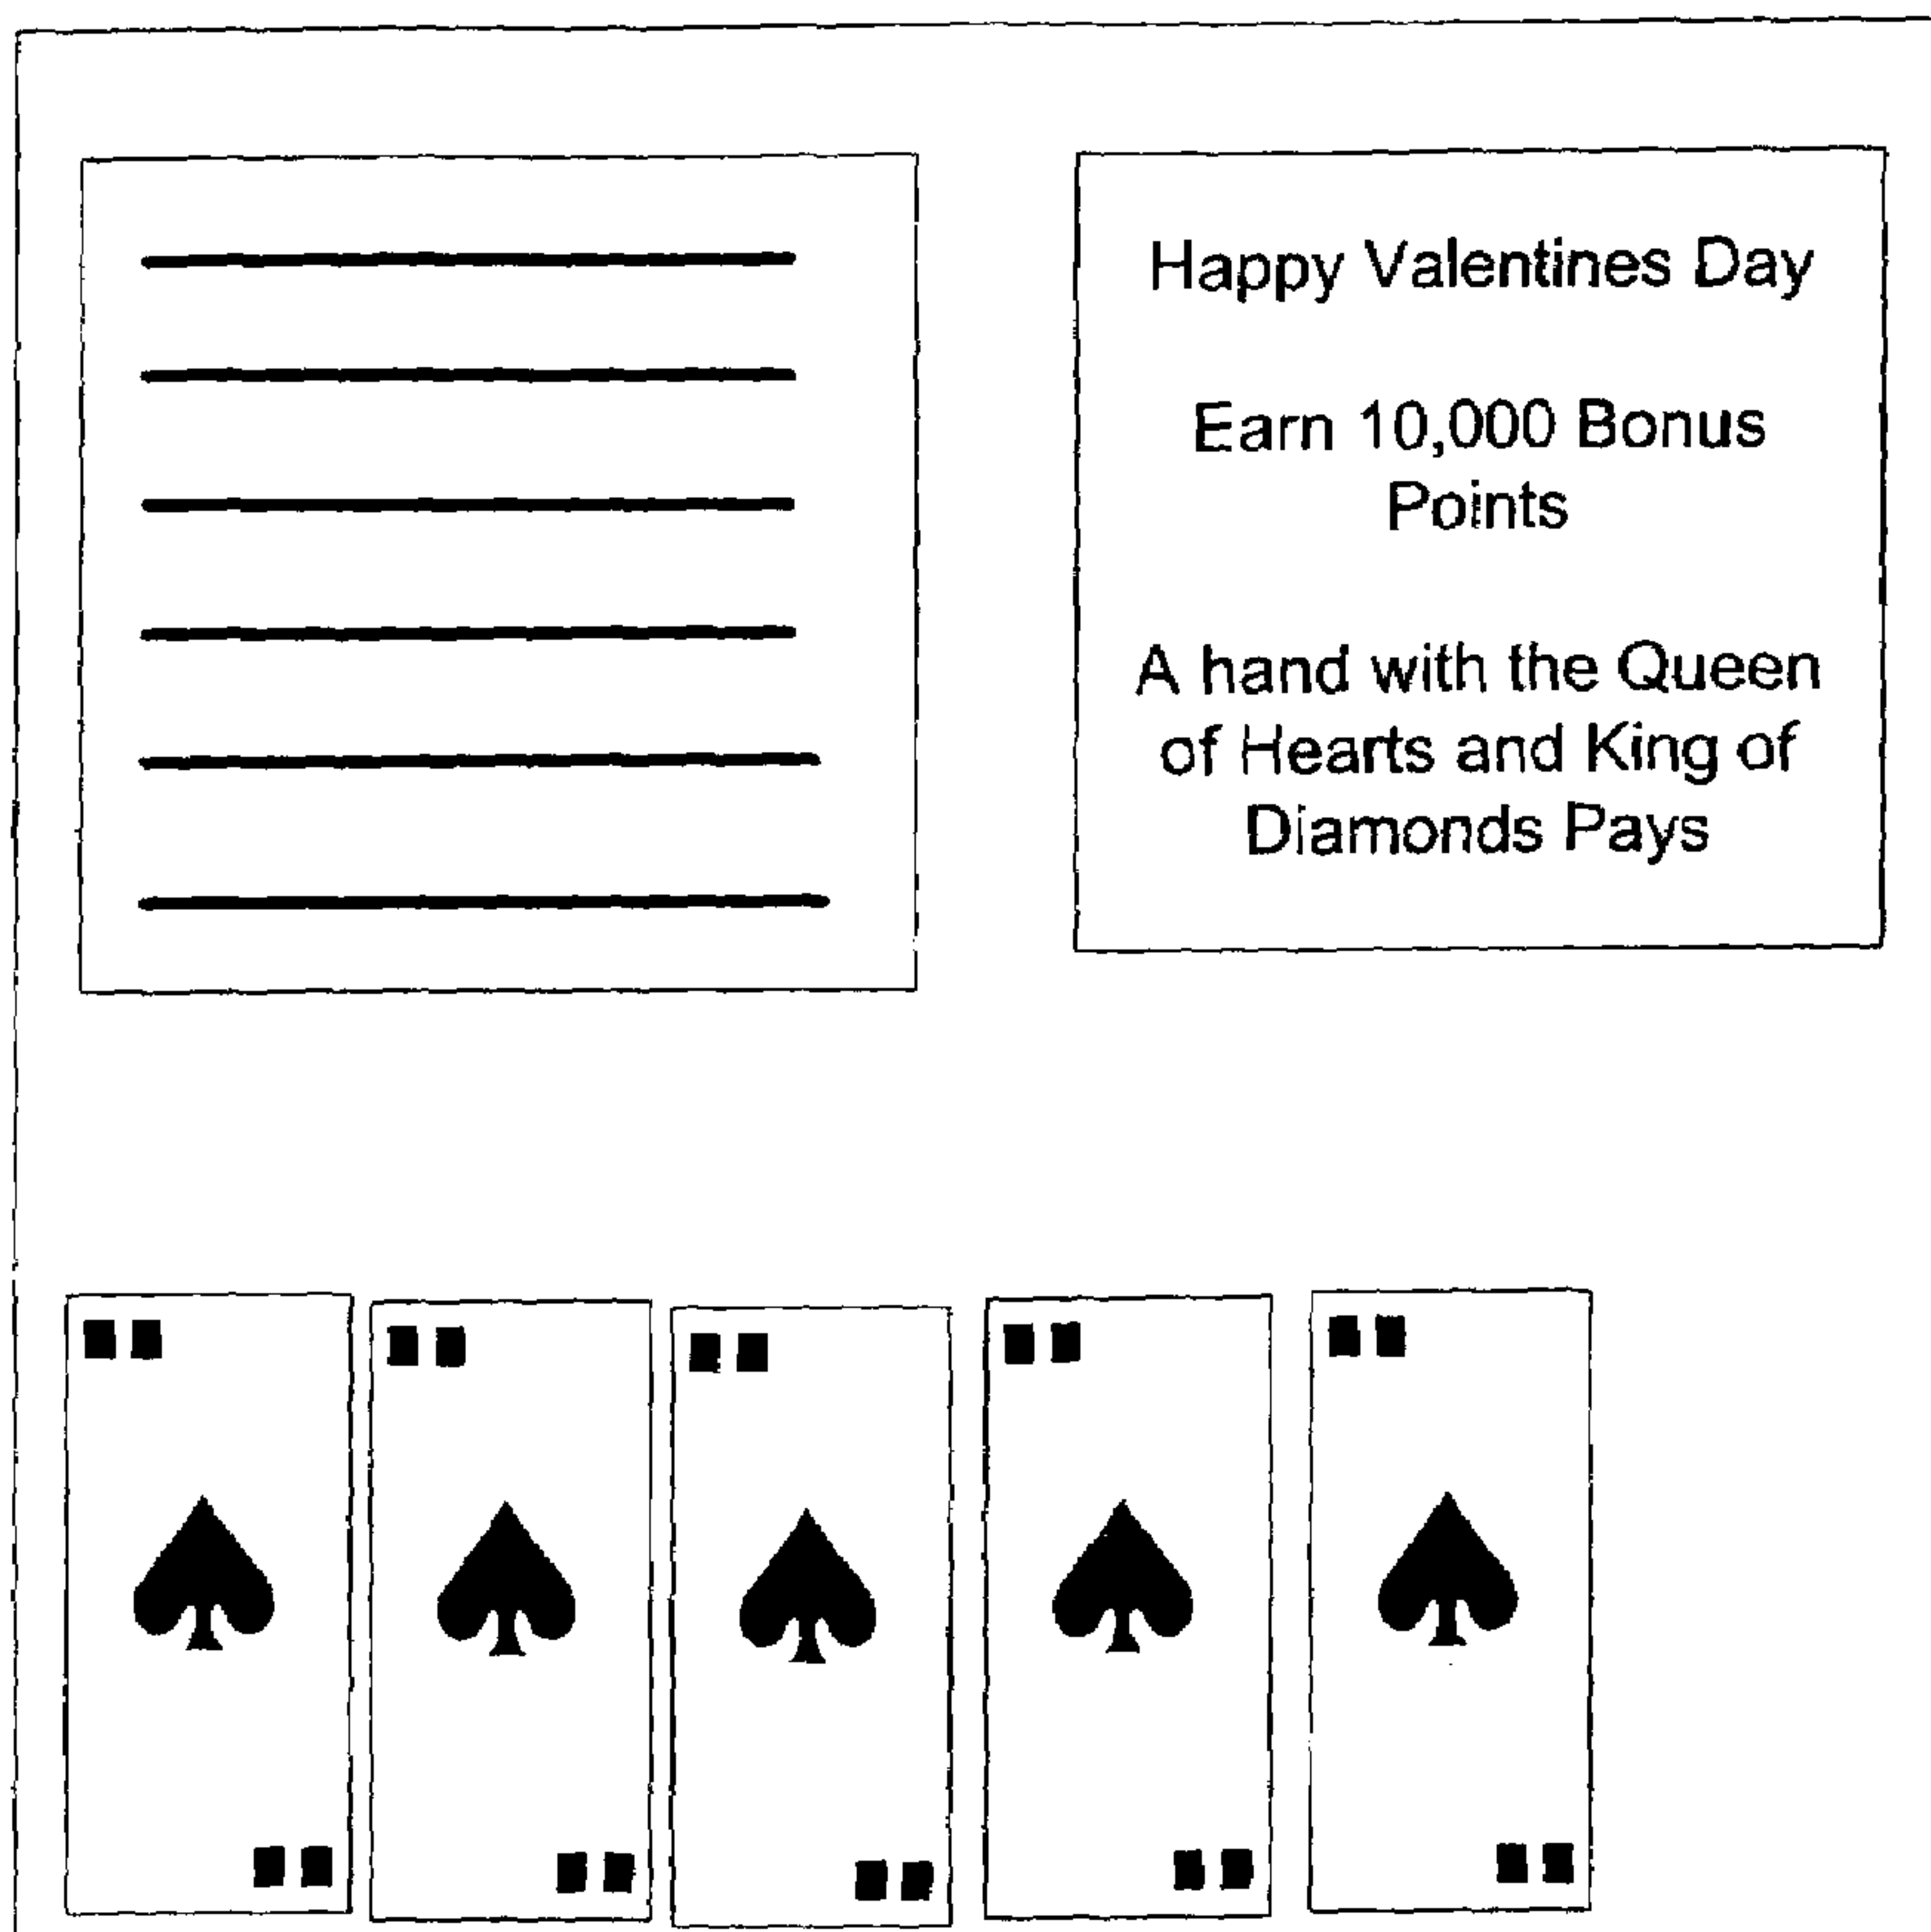 Happy Valentines Day
Earn 10,000 Bonus
Points
A hand with the Queen
of Hearts and King of
Diamonds Pays